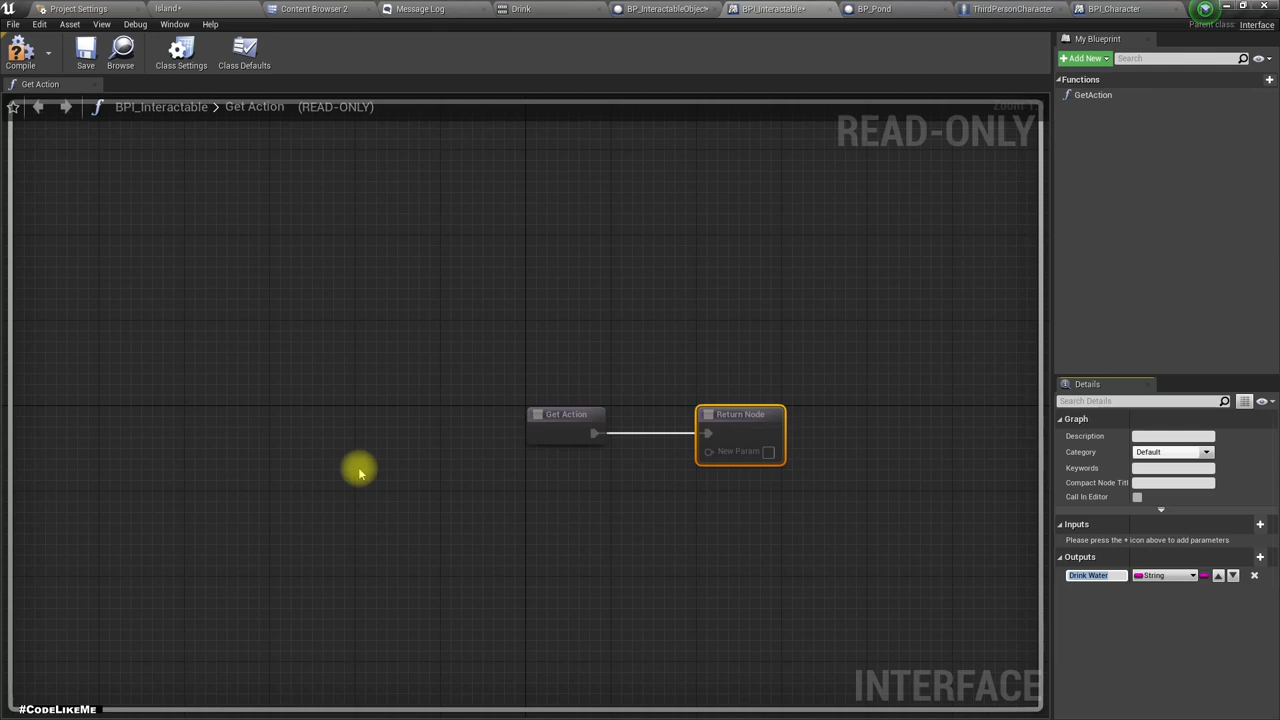 Project Settings
Island•
Content Browser 2
Message Log
Drink
BP_InteractableObject•
BPI_Interactable•
BP_Pond
ThirdPersonCharacter
BPI_Character
File Edit Asset View Debug Window Help
Parent class: Interface
Compile
Save
Browse
Class Settings
Class Defaults
My Blueprint
Add New
Search
Get Action
Functions
BPI_Interactable > Get Action (READ-ONLY)
GetAction
READ-ONLY
Details
Search Details
Get Action
Return Node
New Param
Graph
Description
Category Default
Keywords
Compact Node Titl
Call In Editor
Inputs
Please press the + icon above to add parameters
Outputs
Drink Water String
INTERFACE
#CodeLikeMe